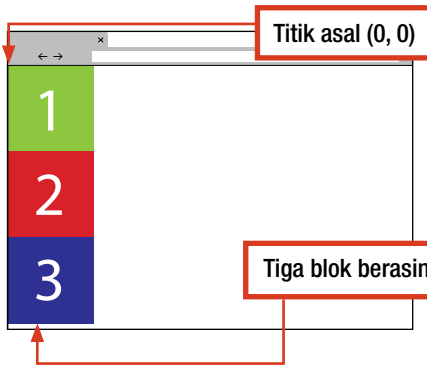 Titik asal (0, 0)
×
← →
1
2
3
Tiga blok berasin